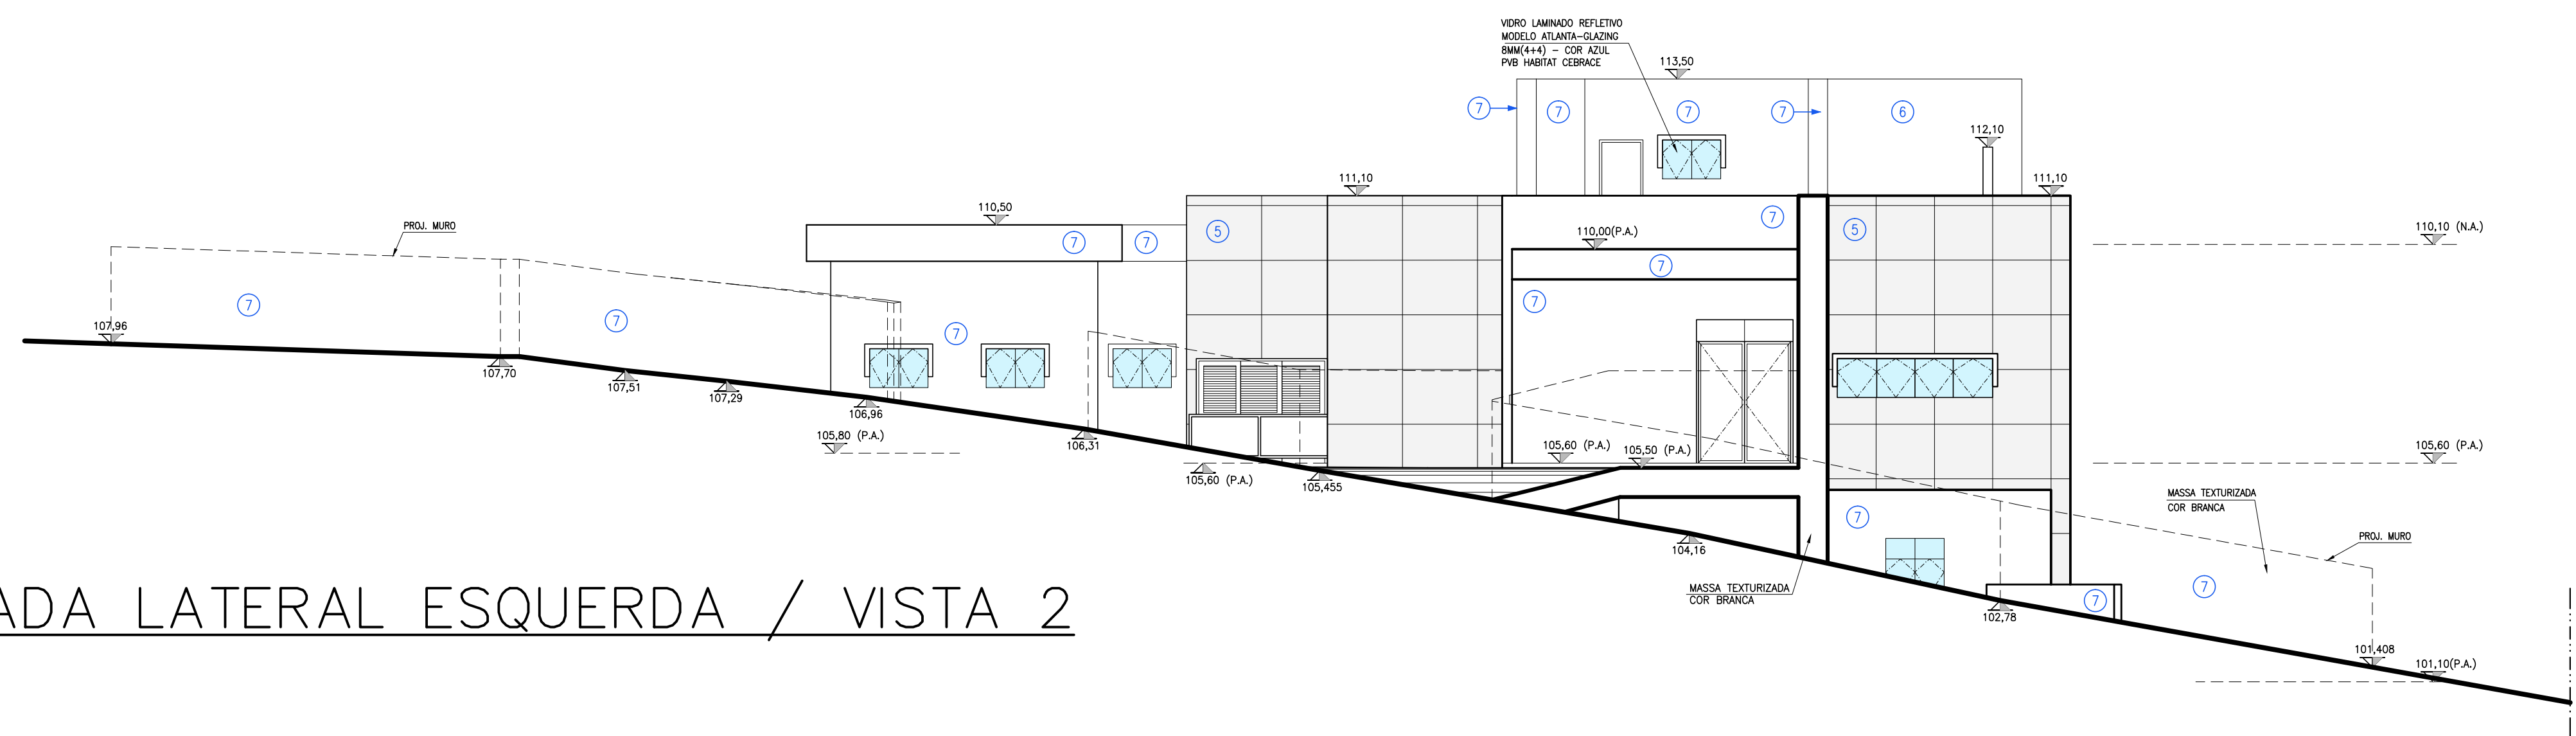 VIDRO LAMINADO REFLETIVO
MODELO ATLANTA-GLAZING
8MM(4+4) - COR AZUL
PVB HABITAT CEBRACE
113,50
7
7
7
7
6
112,10
111,10
111,10
110,50
PROJ. MURO
7
7
5
7
5
110,00(P.A.)
110,10 (N.A.)
7
7
7
7
7
107,96
107,70
107,51
107,29
106,96
105,80 (P.A.)
106,31
105,60 (P.A.)
105,455
105,60 (P.A.)
105,50 (P.A.)
105,60 (P.A.)
MASSA TEXTURIZADA
COR BRANCA
7
PROJ. MURO
104,16
MASSA TEXTURIZADA
COR BRANCA
7
7
102,78
101,408
101,10(P.A.)
ADA LATERAL ESQUERDA / VISTA 2